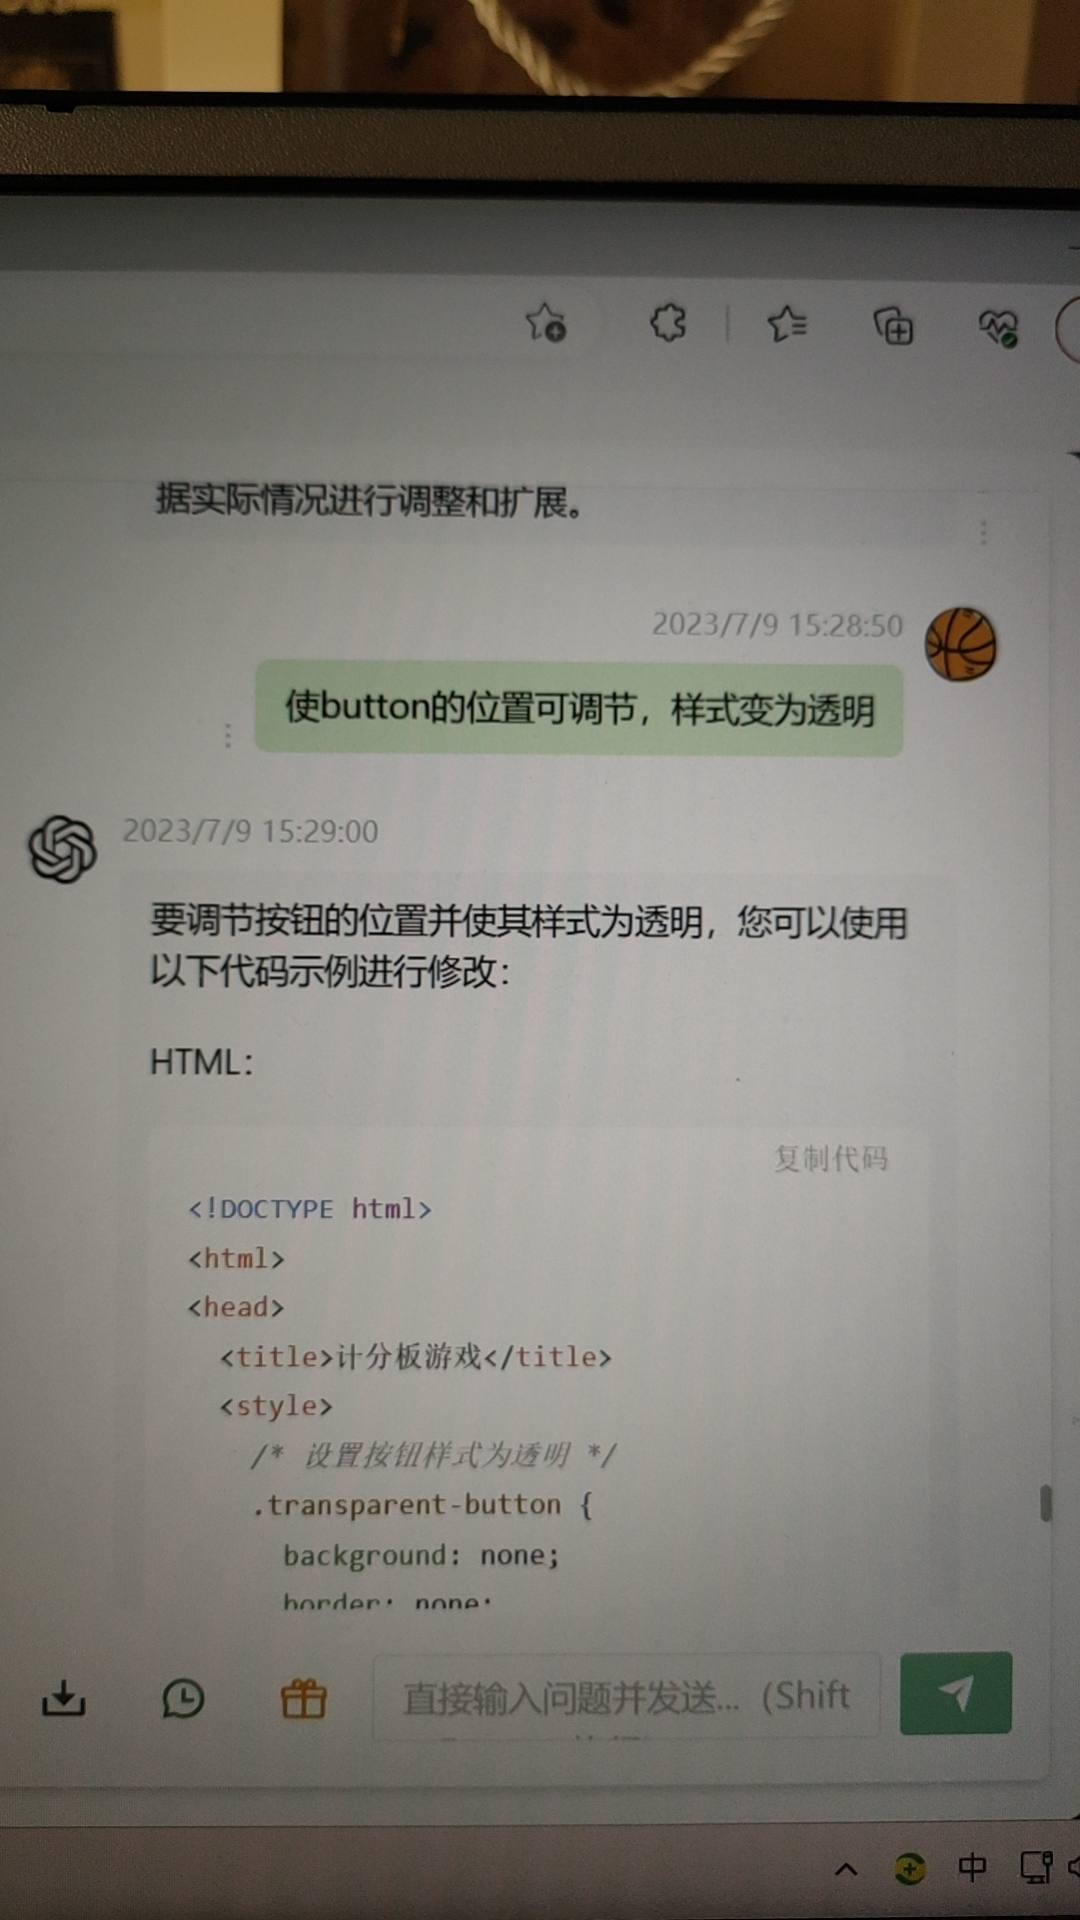 据实际情况进行调整和扩展。
2023/7/9 15:28:50
使button的位置可调节，样式变为透明
2023/7/9 15:29:00
要调节按钮的位置并使其样式为透明，您可以使用
以下代码示例进行修改：
HTML：
复制代码
<!DOCTYPE html>
<html>
<head>
<title>计分板游戏</title>
<style>
/* 设置按钮样式为透明 */
.transparent-button {
background: none;
border: none;
直接输入问题并发送... （Shift
中